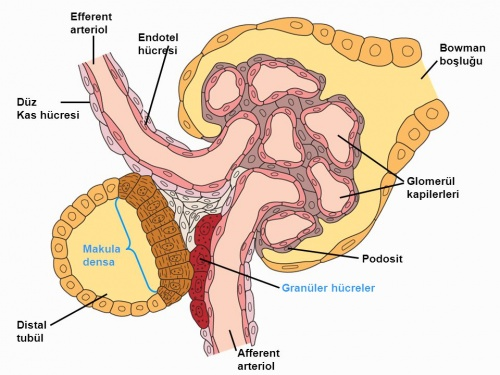 Efferent
arteriol
Endotel
hücresi
Bowman
boşluğu
Düz
Kas hücresi
Glomerül
kapilerleri
Makula
densa
Podosit
Granüler hücreler
Distal
tubül
Afferent
arteriol